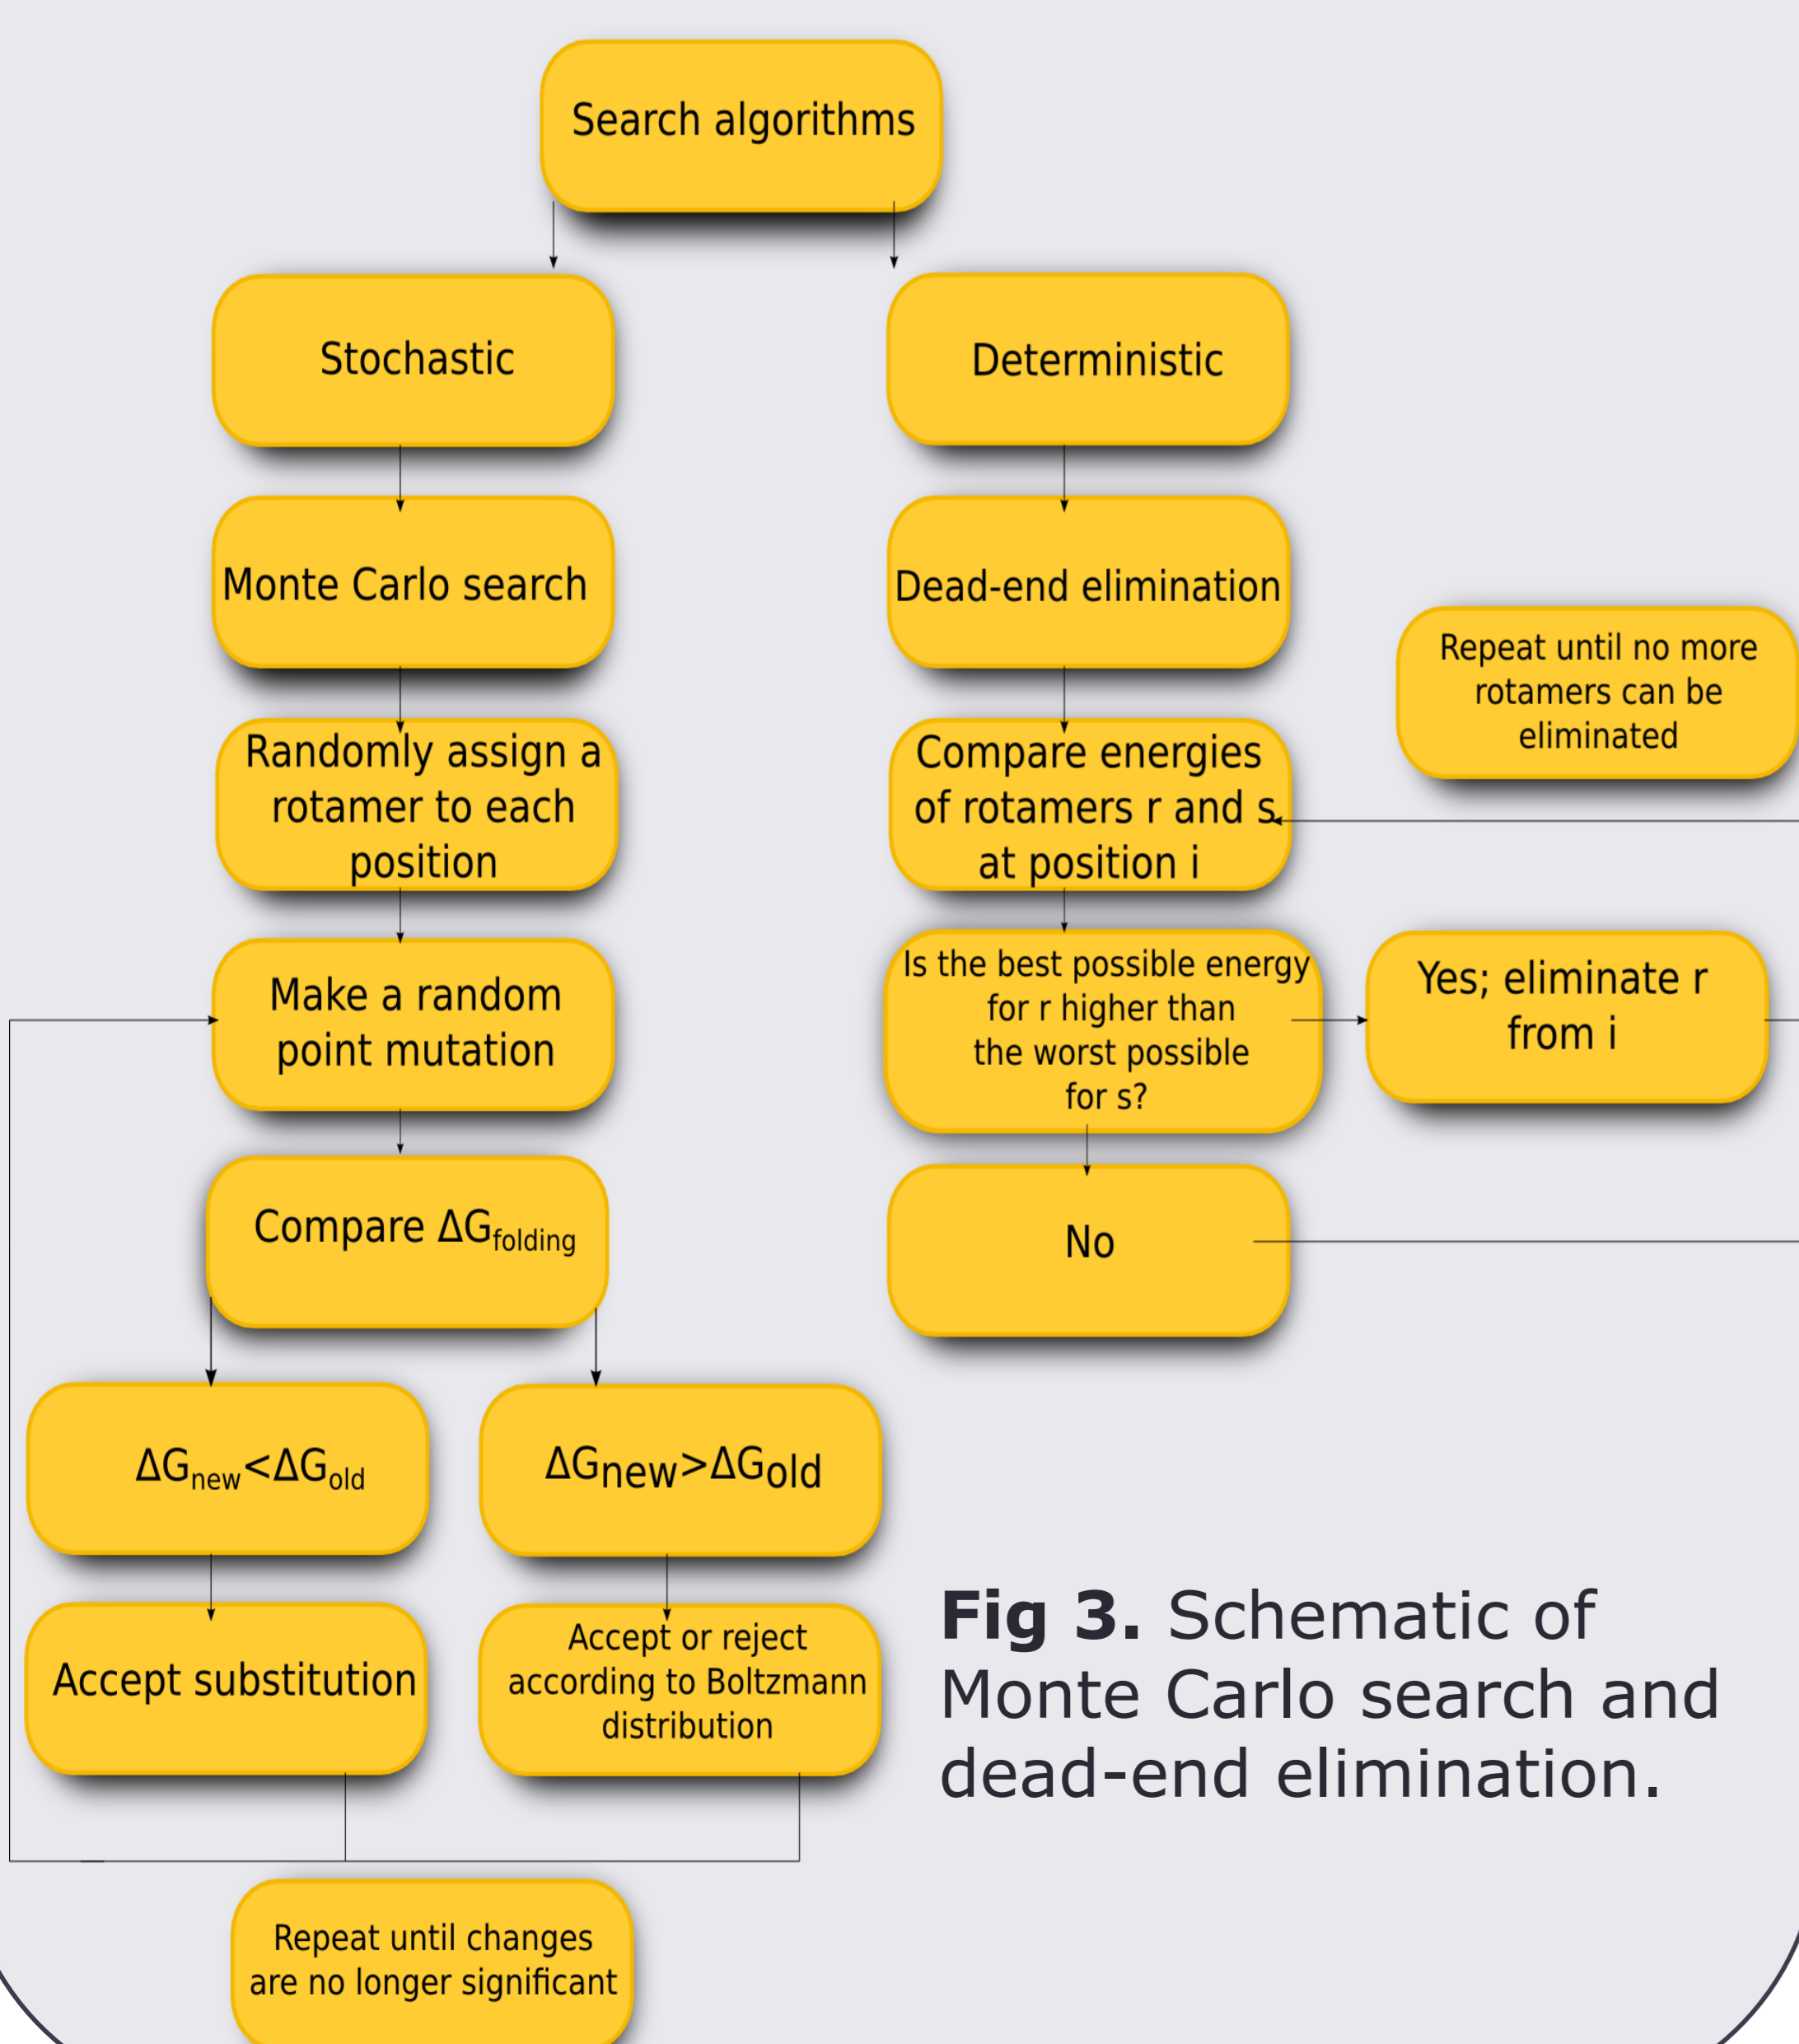 Search algorithms
Stochastic
Deterministic
Monte Carlo search
Dead-end elimination
Repeat until no more
rotamers can be
eliminated
Randomly assign a
rotamer to each
position
Compare energies
of rotamers r and s
at position i
Make a random
point mutation
Is the best possible energy
for r higher than
the worst possible
for s?
Yes; eliminate r
from i
Compare ΔGfolding
No
ΔGnew<ΔGold
ΔGnew>ΔGold
Accept substitution
Accept or reject
according to Boltzmann
distribution
Fig 3. Schematic of
Monte Carlo search and
dead-end elimination.
Repeat until changes
are no longer significant